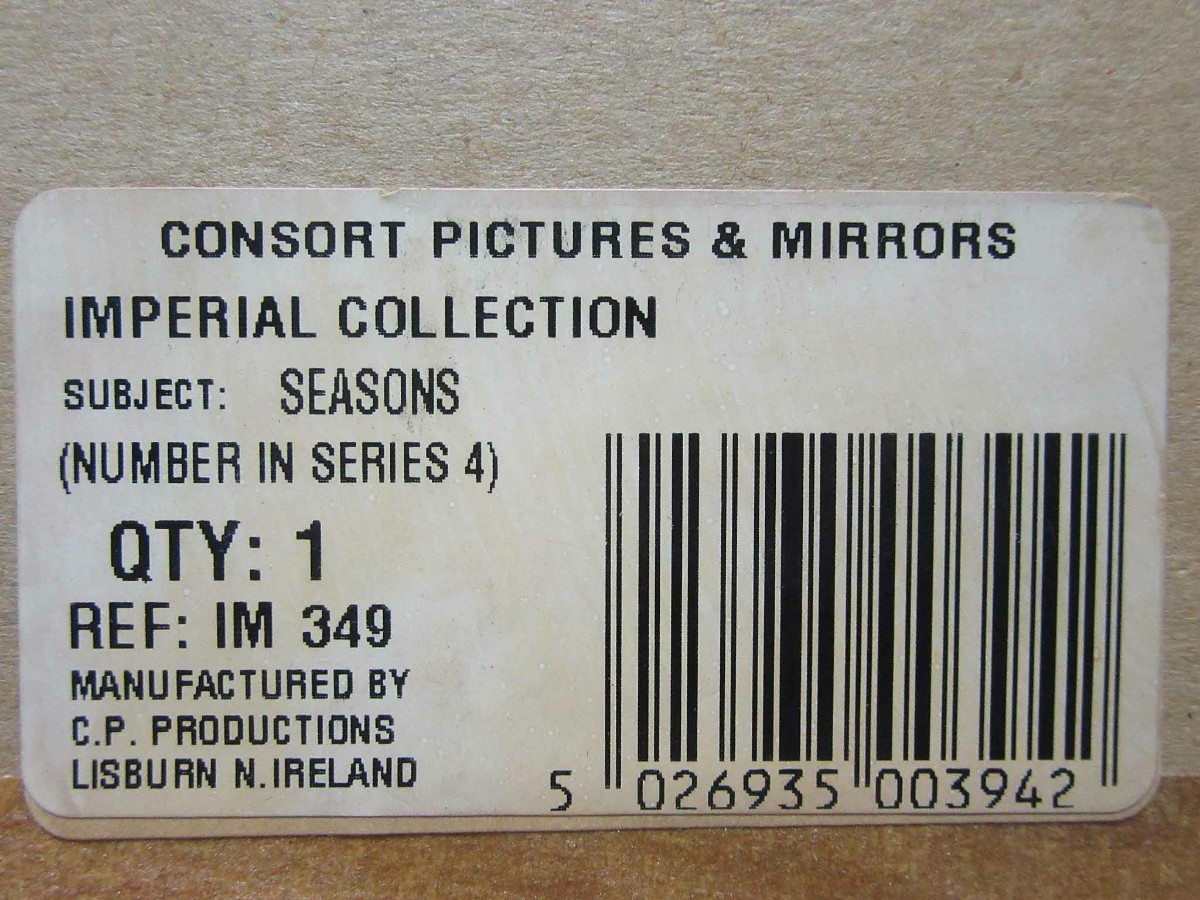 CONSORT PICTURES & MIRRORS
IMPERIAL COLLECTION
SUBJECT: SEASONS
(NUMBER IN SERIES 4)
QTY: 1
REF: IM 349
MANUFACTURED BY
C.P. PRODUCTIONS
LISBURN N.IRELAND
5 026935 003942